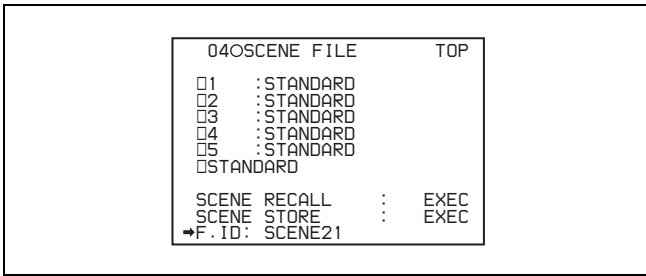 04○SCENE FILE TOP
□1 :STANDARD
□2 :STANDARD
□3 :STANDARD
□4 :STANDARD
□5 :STANDARD
□STANDARD
SCENE RECALL : EXEC
SCENE STORE : EXEC
➡F.ID: SCENE21